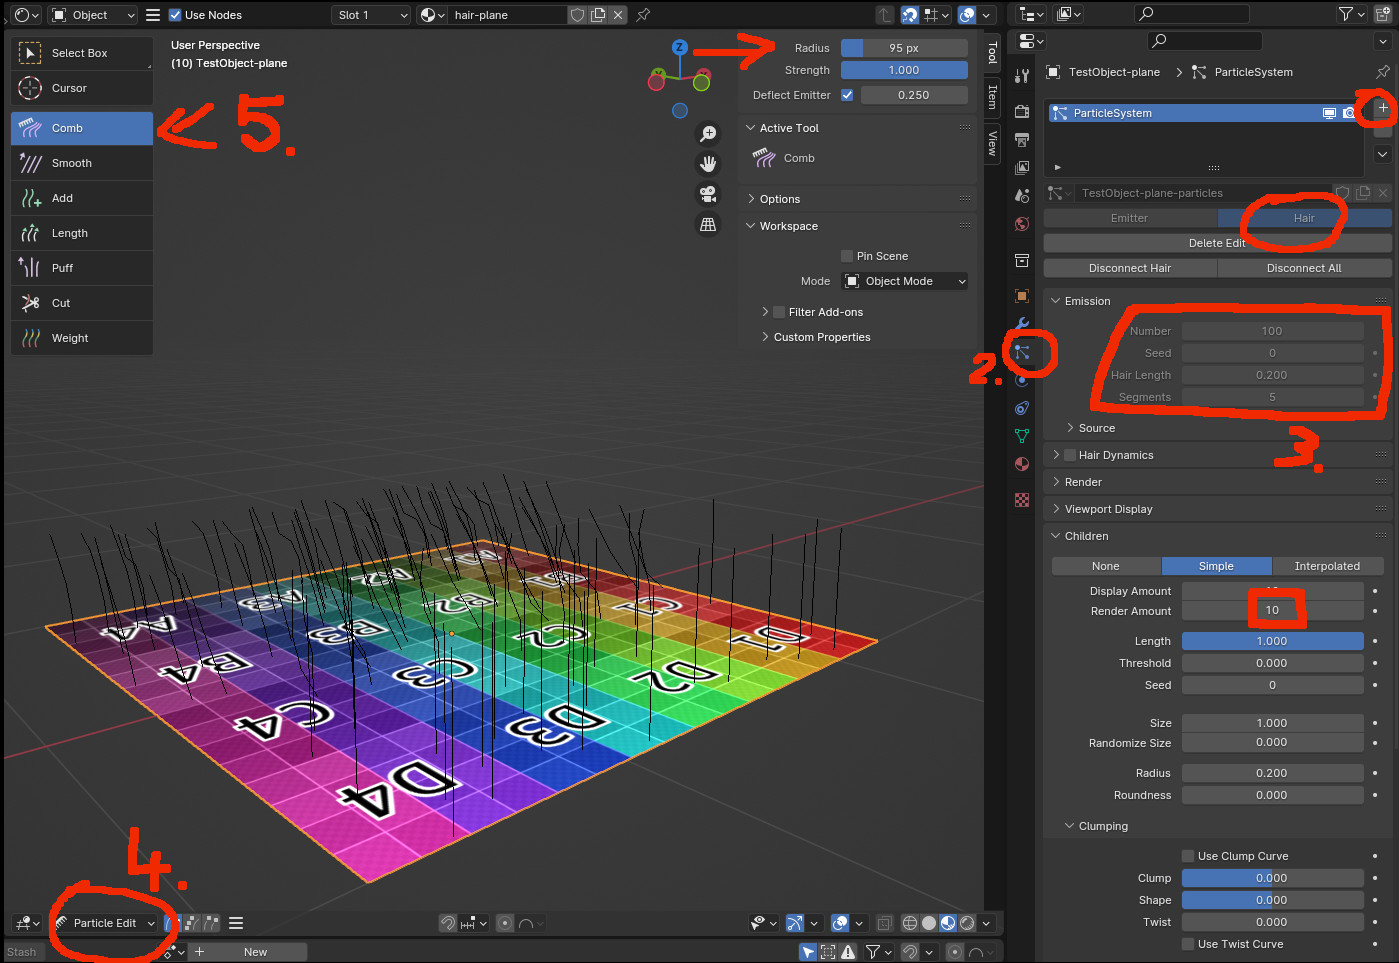 Object
Use Nodes
Slot 1
hair-plane
Select Box
Cursor
Comb
Smooth
Add
Length
Puff
Cut
Weight
5.
User Perspective
(10) TestObject-plane
Z
Radius 95 px
Strength 1.000
Deflect Emitter 0.250
Active Tool
Comb
Options
Workspace
Pin Scene
Mode Object Mode
Filter Add-ons
Custom Properties
Tool
Item
View
A4
B4
C4
D4
A3
B3
C3
D3
A2
B2
C2
D2
C1
D1
4.
Particle Edit
Stash
+ New
TestObject-plane > ParticleSystem
ParticleSystem
+
TestObject-plane-particles
Emitter Hair
Delete Edit
Disconnect Hair Disconnect All
Emission
Number 100
Seed 0
Hair Length 0.200
Segments 5
2.
3.
Source
Hair Dynamics
Render
Viewport Display
Children
None Simple Interpolated
Display Amount
Render Amount 10
Length 1.000
Threshold 0.000
Seed 0
Size 1.000
Randomize Size 0.000
Radius 0.200
Roundness 0.000
Clumping
Use Clump Curve
Clump 0.000
Shape 0.000
Twist 0.000
Use Twist Curve